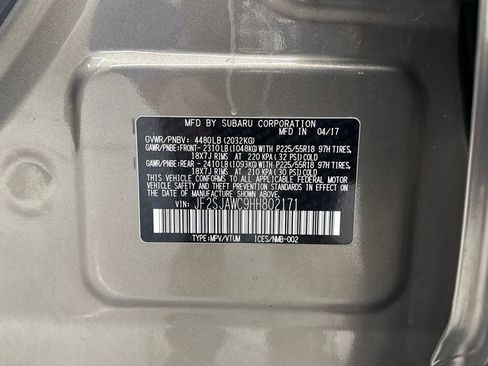 MFD BY SUBARU CORPORATION
MFD IN 04/17
GVWR/PNBV: 4480LB(2032KG)
GAWR/PNBE:FRONT- 2310LB(1048KG)WITH P225/55R18 97H TIRES,
18X7J RIMS AT 220 KPA(32 PSI)COLD
GAWR/PNBE:REAR - 2410LB(1093KG)WITH P225/55R18 97H TIRES,
18X7J RIMS AT 210 KPA(30 PSI)COLD
THIS VEHICLE CONFORMS TO ALL APPLICABLE FEDERAL MOTOR
VEHICLE SAFETY, BUMPER, AND THEFT PREVENTION
STANDARDS IN EFFECT ON THE DATE OF MANUFACTURE
SHOWN ABOVE.
VIN: JF2SJAWC9HH802171
TYPE:MPV/VTUM ICES/NMB-002